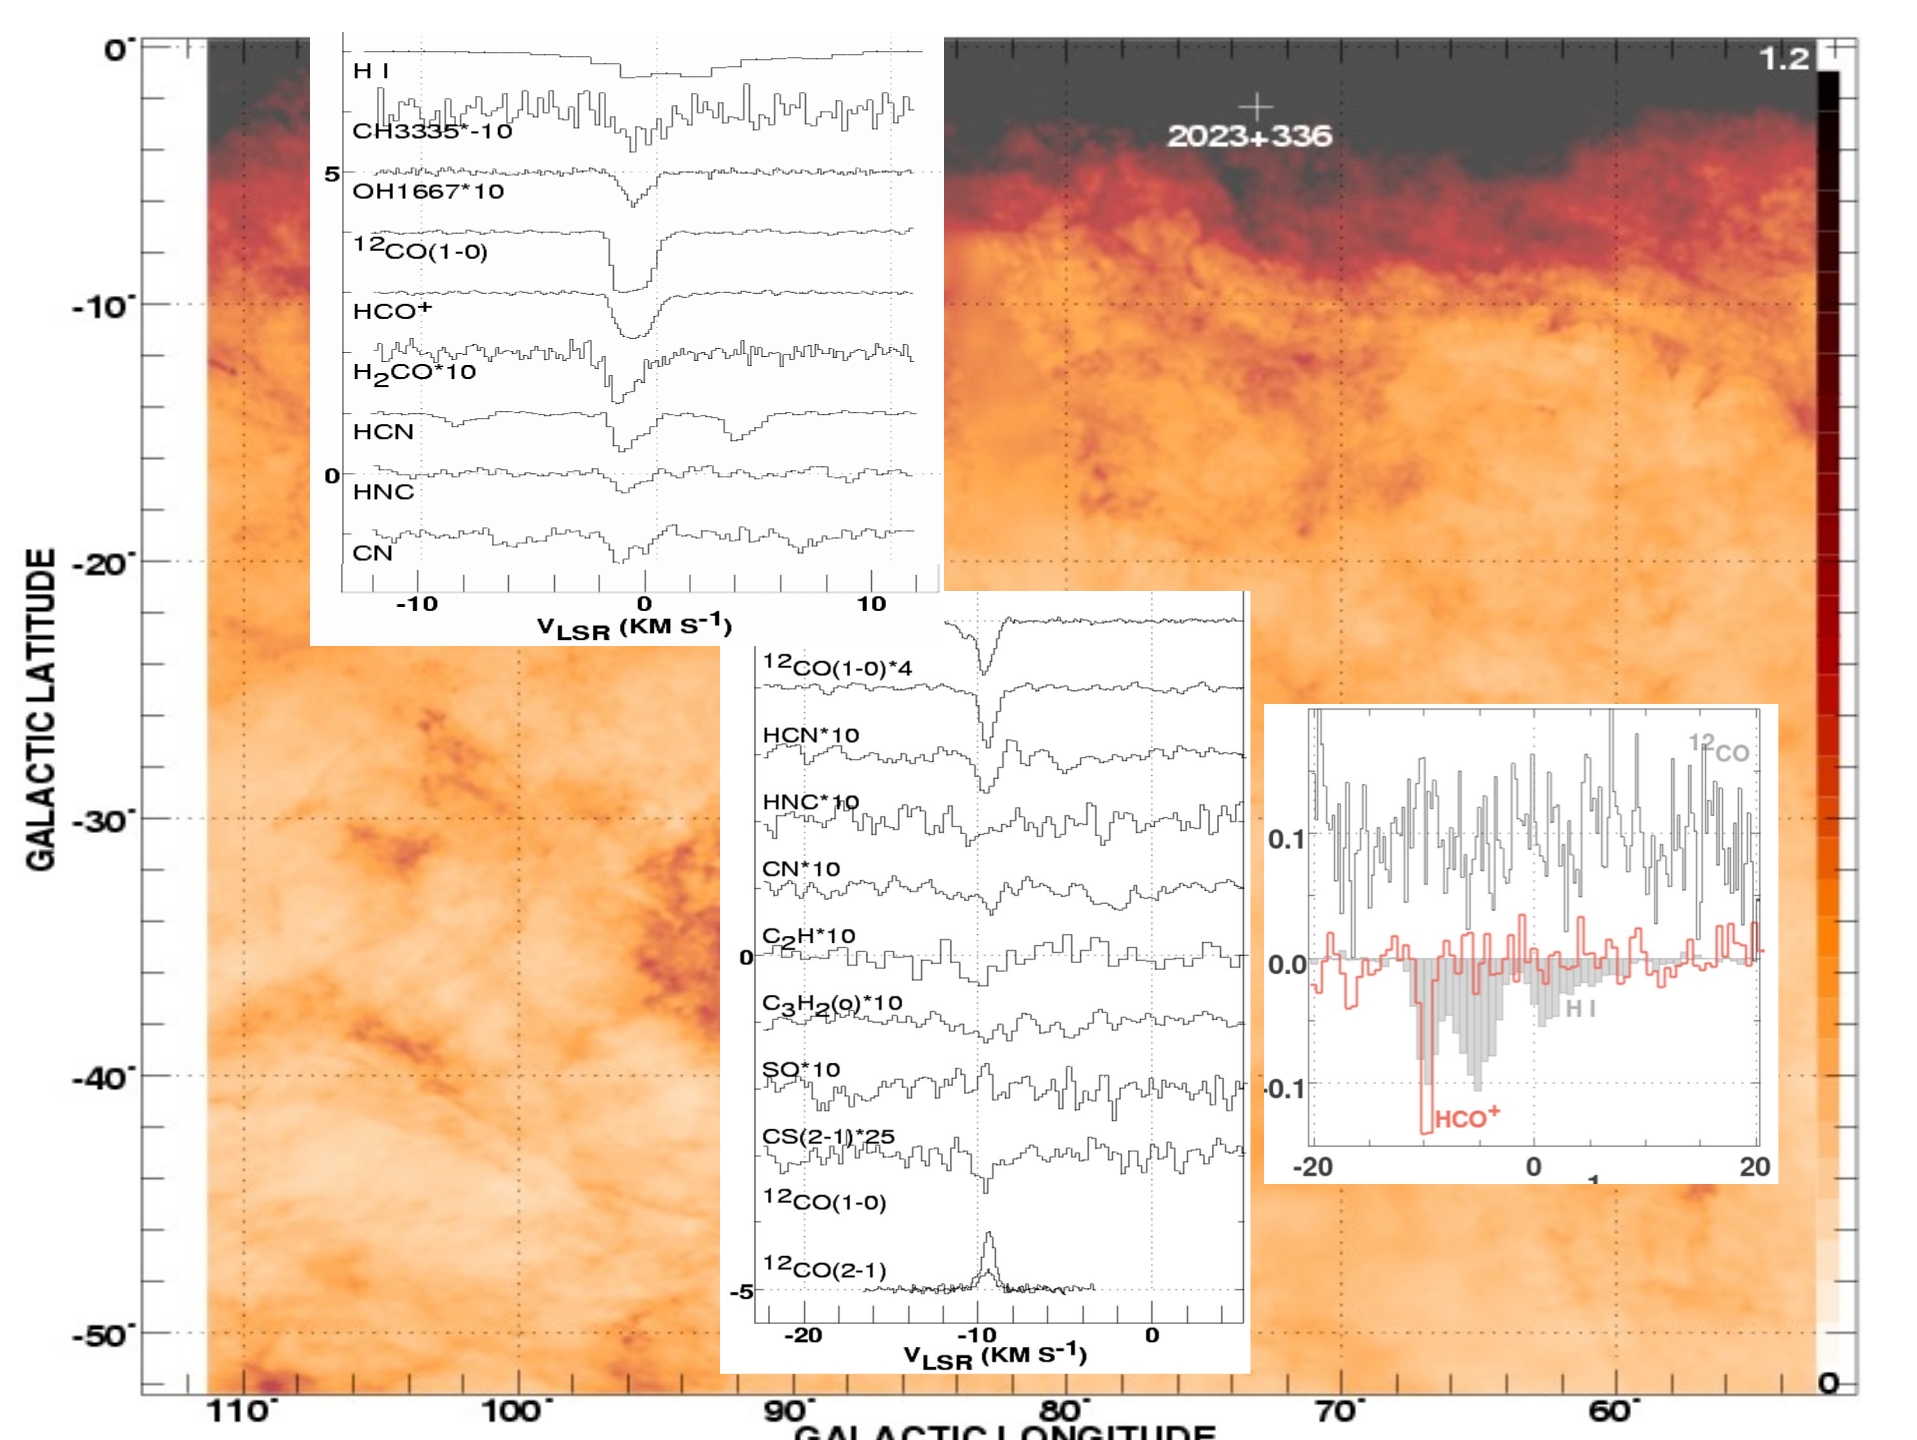 0°
-10°
-20°
-30°
-40°
-50°
GALACTIC LATITUDE
110°
100°
90°
80°
70°
60°
GALACTIC LONGITUDE
1.2
0
2023+336
H I
CH3335*-10
5
OH1667*10
¹²CO(1-0)
HCO⁺
H₂CO*10
HCN
0
HNC
CN
-10 0 10
V_LSR (KM S⁻¹)
¹²CO(1-0)*4
HCN*10
HNC*10
CN*10
C₂H*10
0
C₃H₂(o)*10
SO*10
CS(2-1)*25
¹²CO(1-0)
¹²CO(2-1)
-5
-20 -10 0
V_LSR (KM S⁻¹)
¹²CO
0.1
0.0
H I
-0.1
HCO⁺
-20 0 20
1